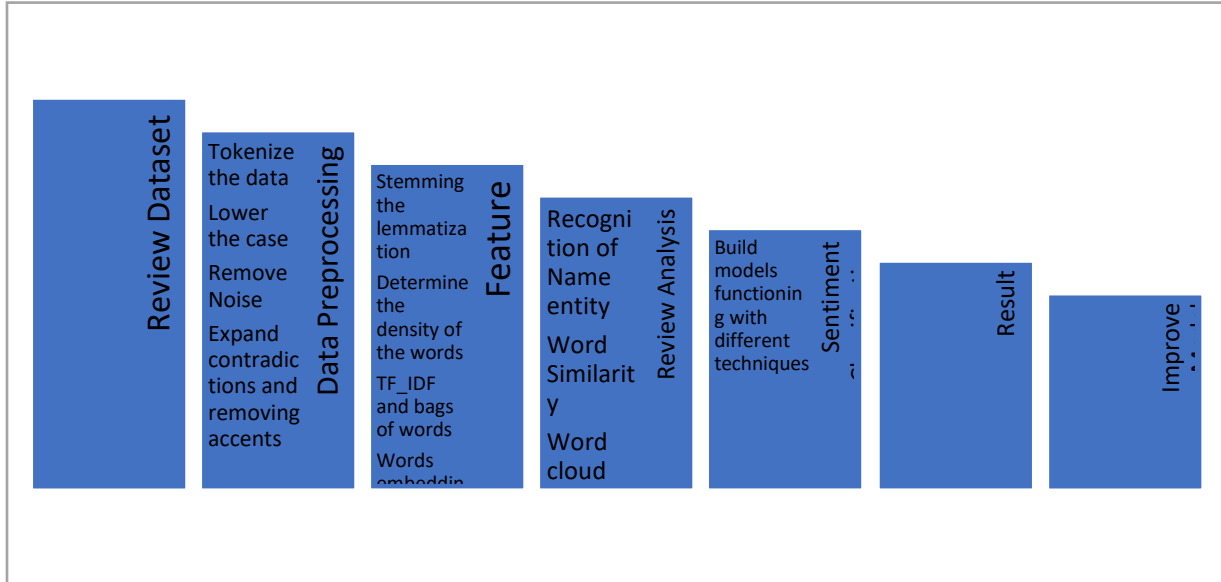 Review Dataset
Data Preprocessing
Tokenize
the data
Lower
the case
Remove
Noise
Expand
contradic
tions and
removing
accents
Feature
Stemming
the
lemmatiza
tion
Determine
the
density of
the words
TF_IDF
and bags
of words
Words
Review Analysis
Recogni
tion of
Name
entity
Word
Similarit
y
Word
cloud
Sentiment
Build
models
functionin
g with
different
techniques
Result
Improve